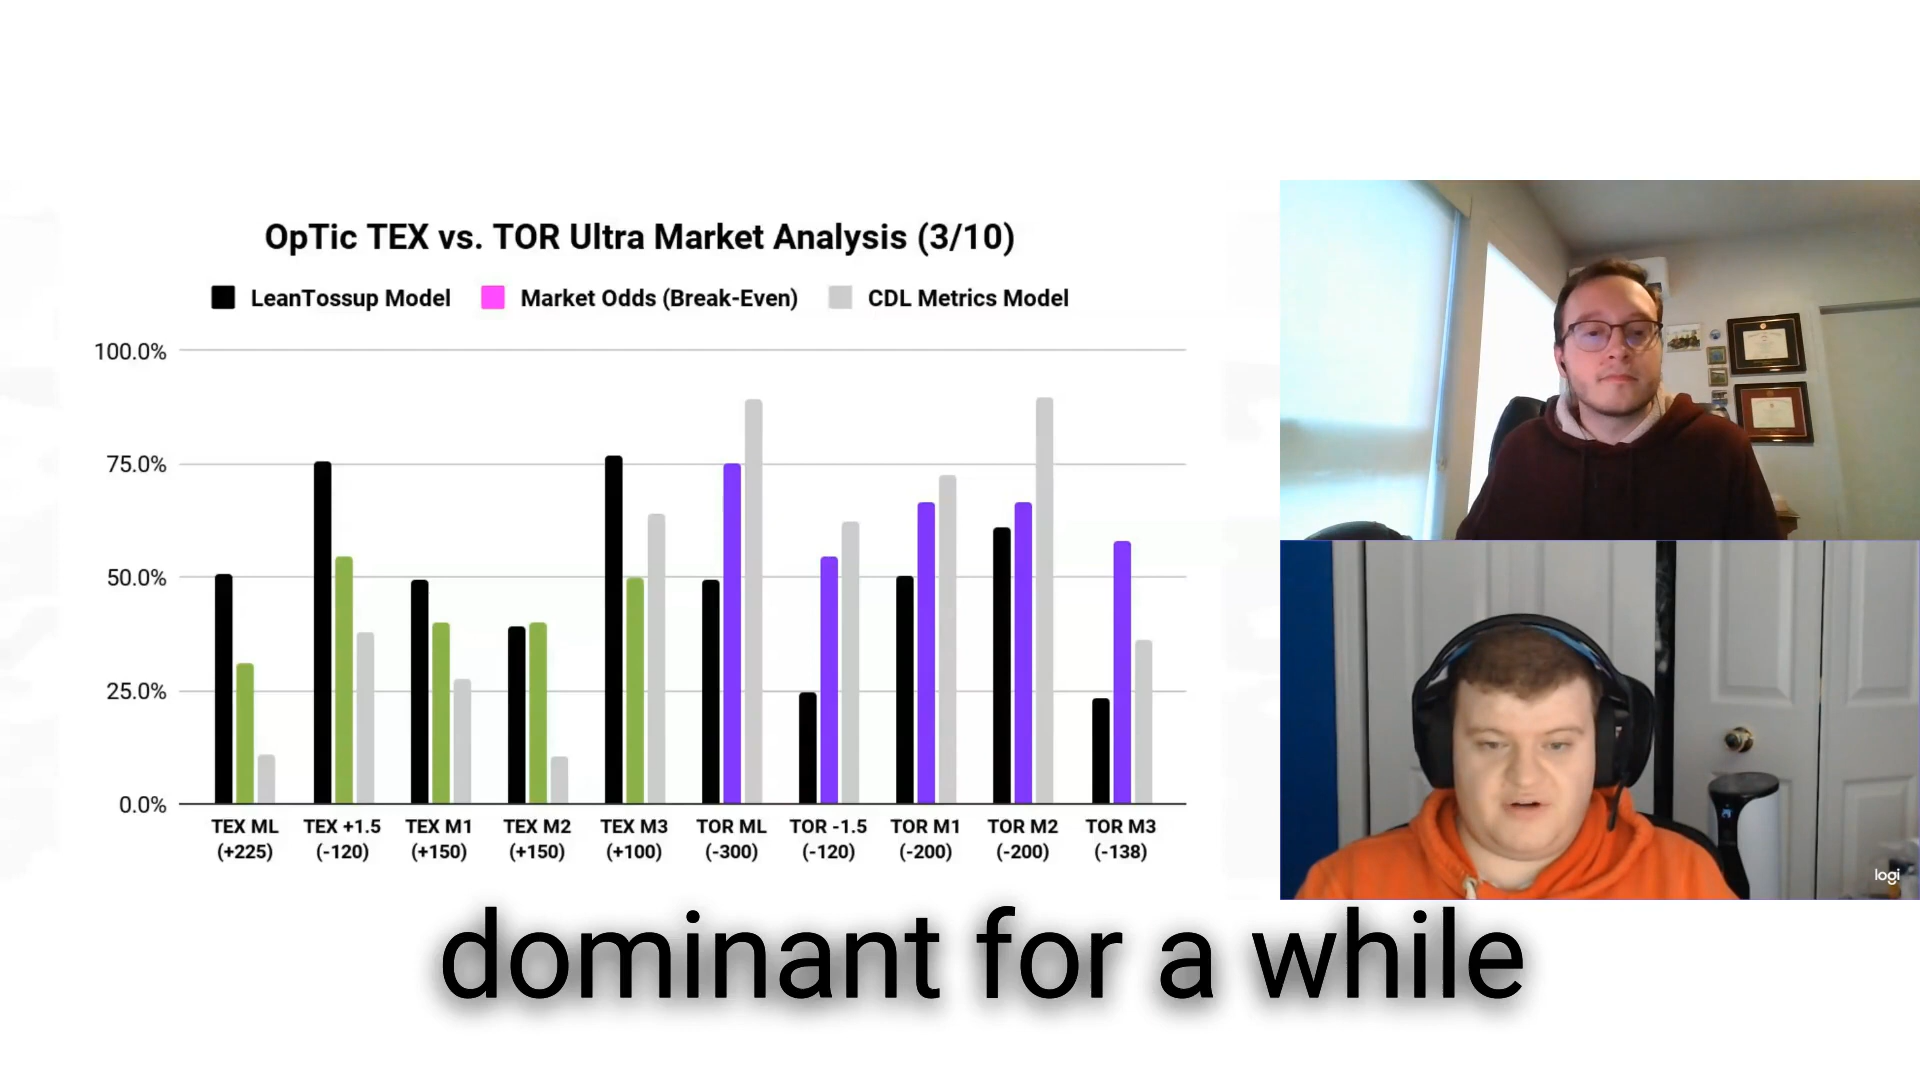 OpTic TEX vs. TOR Ultra Market Analysis (3/10)
LeanTossup Model Market Odds (Break-Even) CDL Metrics Model
100.0%
75.0%
50.0%
25.0%
0.0%
TEX ML TEX +1.5 TEX M1 TEX M2 TEX M3 TOR ML TOR -1.5 TOR M1 TOR M2 TOR M3
(+225) (-120) (+150) (+150) (+100) (-300) (-120) (-200) (-200) (-138)
logi
dominant for a while